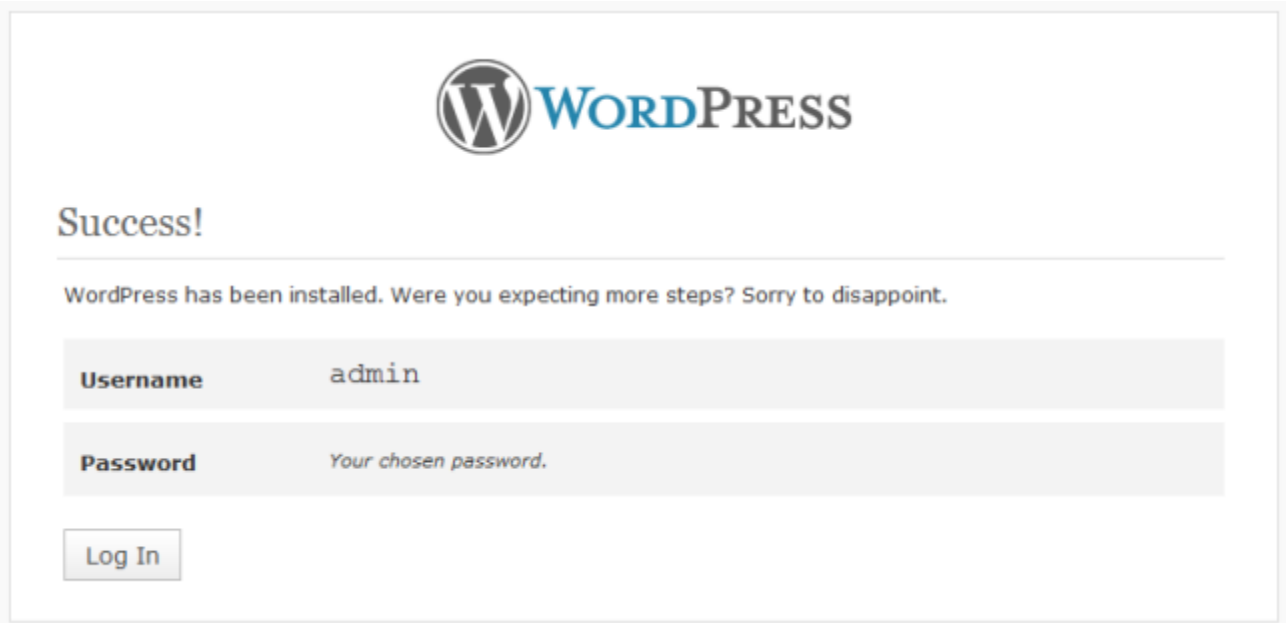 WORDPRESS
Success!
WordPress has been installed. Were you expecting more steps? Sorry to disappoint.
Username admin
Password Your chosen password.
Log In